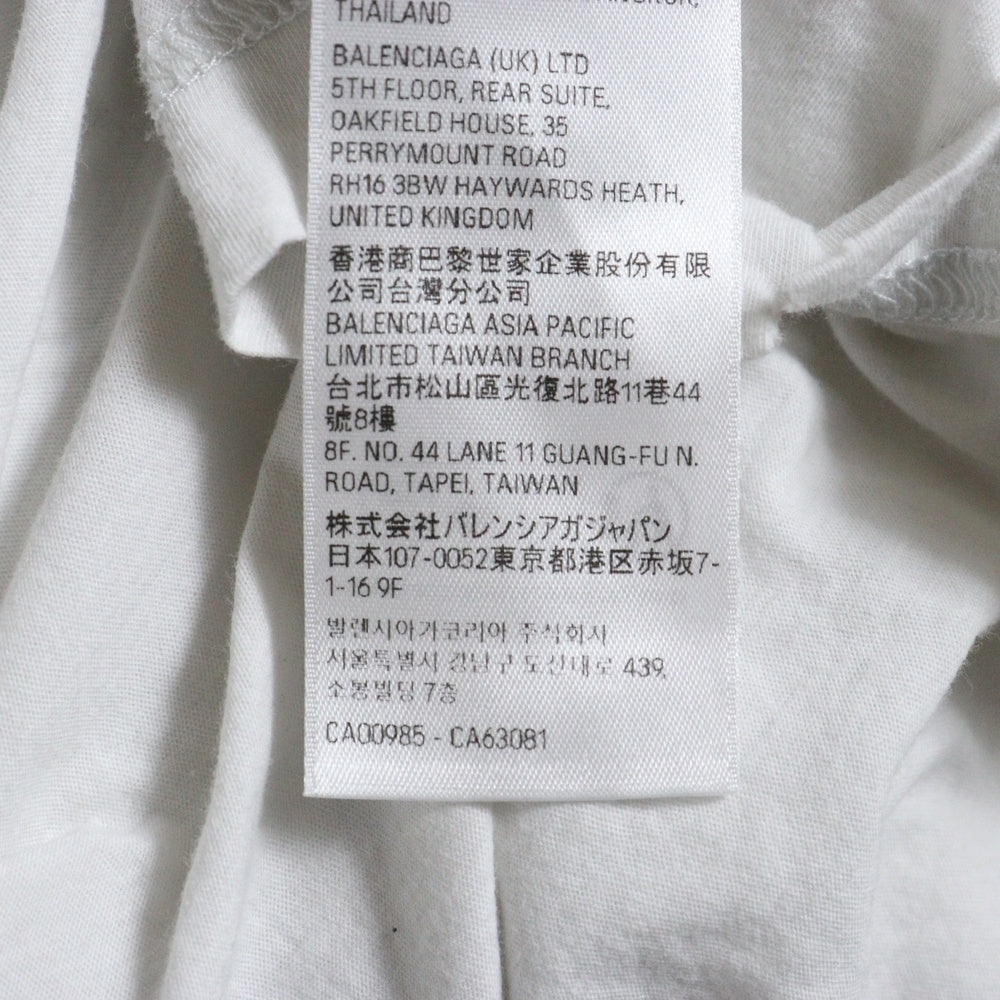 THAILAND
BALENCIAGA (UK) LTD
5TH FLOOR, REAR SUITE,
OAKFIELD HOUSE, 35
PERRYMOUNT ROAD
RH16 3BW HAYWARDS HEATH,
UNITED KINGDOM
香港商巴黎世家企業股份有限
公司台灣分公司
BALENCIAGA ASIA PACIFIC
LIMITED TAIWAN BRANCH
台北市松山區光復北路11巷44
號8樓
8F. NO. 44 LANE 11 GUANG-FU N.
ROAD, TAPEI, TAIWAN
株式会社バレンシアガジャパン
日本107-0052東京都港区赤坂7-
1-16 9F
발렌시아가코리아 주식회사
서울특별시 강남구 도산대로 439,
소봉빌딩 7층
CA00985 - CA63081